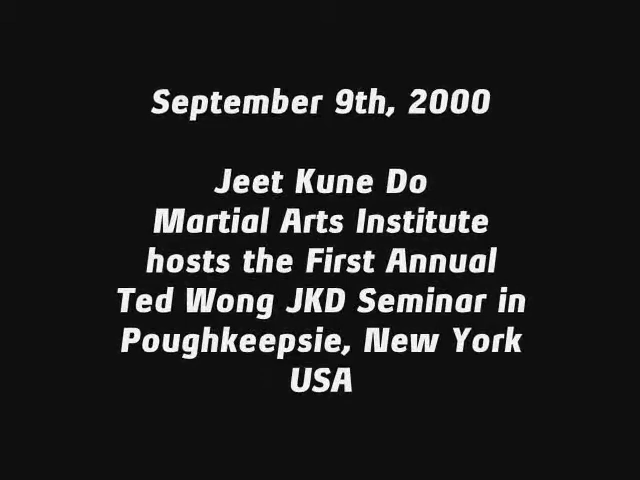 September 9th, 2000
Jeet Kune Do
Martial Arts Institute
hosts the First Annual
Ted Wong JKD Seminar in
Poughkeepsie, New York
USA